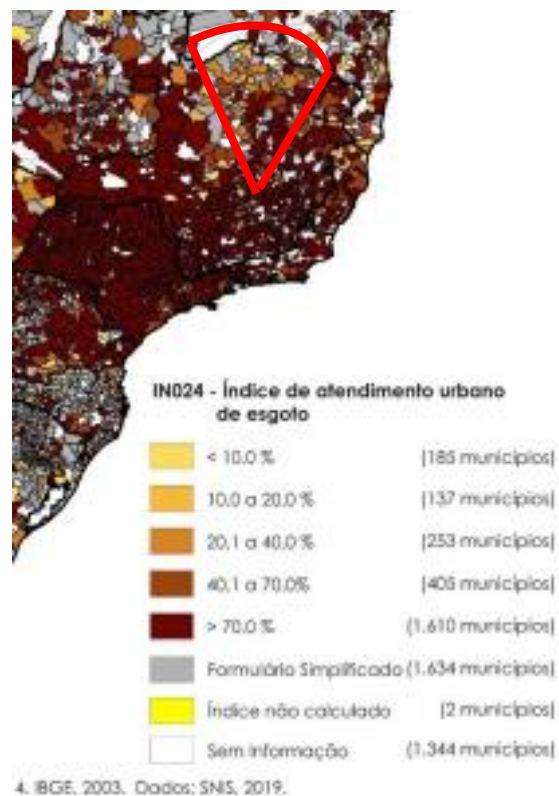 IN024 - Índice de atendimento urbano
de esgoto
< 10,0 % (185 municípios)
10,0 a 20,0 % (137 municípios)
20,1 a 40,0 % (253 municípios)
40,1 a 70,0% (405 municípios)
> 70,0 % (1.610 municípios)
Formulário Simplificado (1.634 municípios)
Índice não calculado (2 municípios)
Sem Informação (1.344 municípios)
4. IBGE, 2003. Dados: SNIS, 2019.